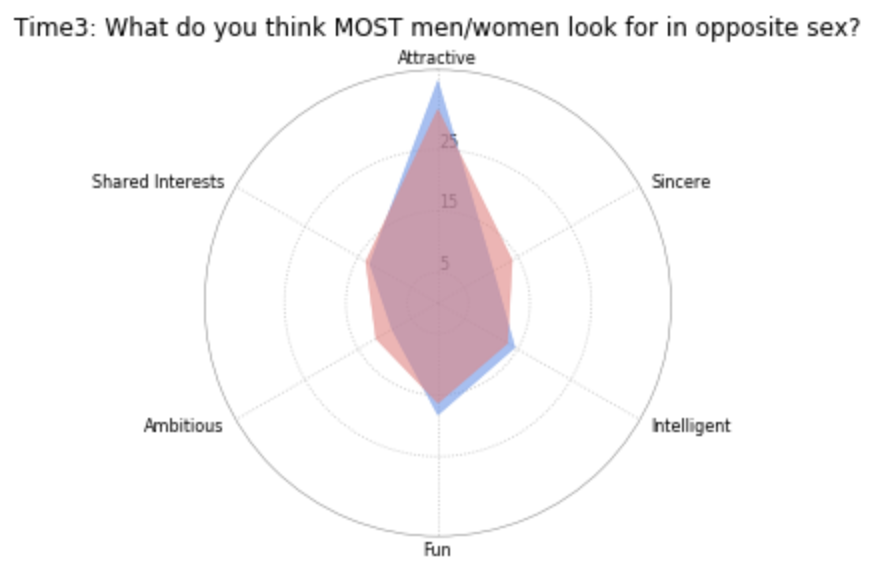 Time3: What do you think MOST men/women look for in opposite sex?
Attractive
25
Shared Interests
Sincere
15
5
Ambitious
Intelligent
Fun